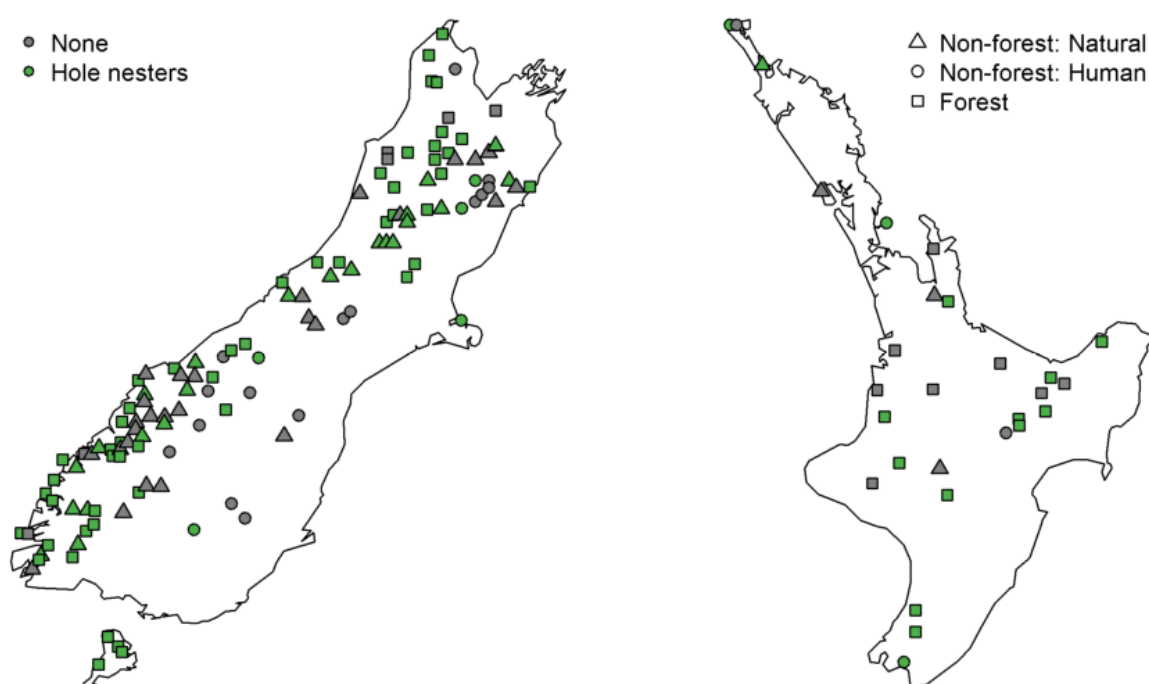 None
Hole nesters
Non-forest: Natural
Non-forest: Human
Forest